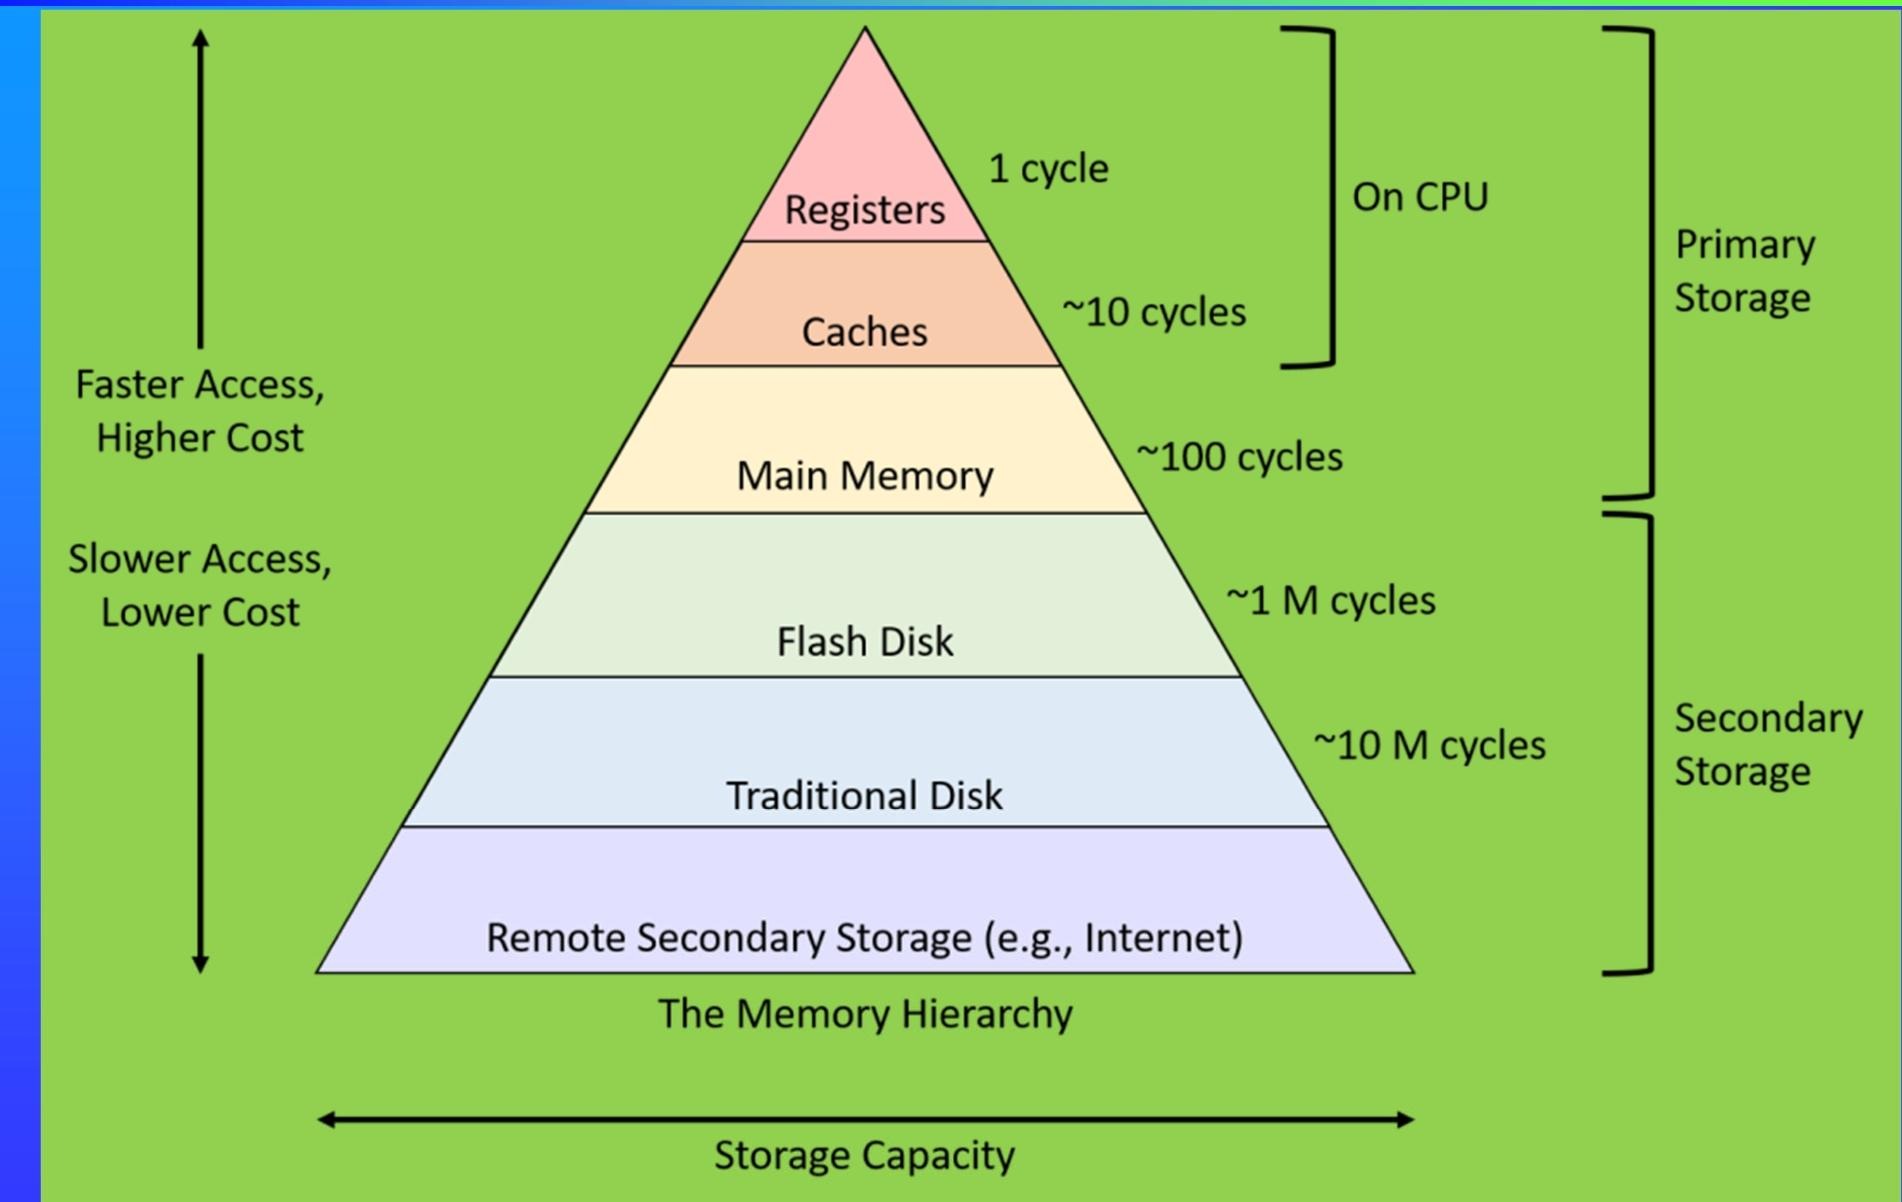 1 cycle
Registers
On CPU
Primary
Storage
~10 cycles
Caches
Faster Access,
Higher Cost
~100 cycles
Main Memory
Slower Access,
Lower Cost
~1 M cycles
Flash Disk
Secondary
Storage
~10 M cycles
Traditional Disk
Remote Secondary Storage (e.g., Internet)
The Memory Hierarchy
Storage Capacity